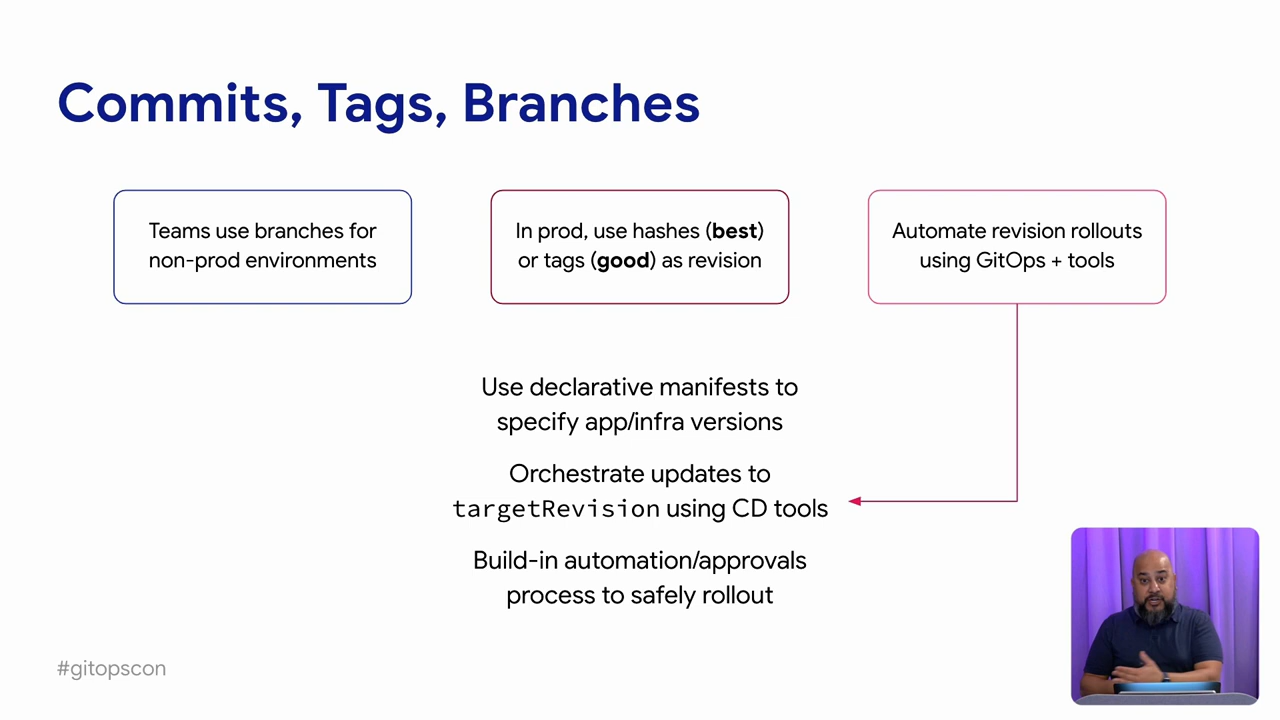 Commits, Tags, Branches
Teams use branches for
non-prod environments
In prod, use hashes (best)
or tags (good) as revision
Automate revision rollouts
using GitOps + tools
Use declarative manifests to
specify app/infra versions
Orchestrate updates to
targetRevision using CD tools
Build-in automation/approvals
process to safely rollout
#gitopscon